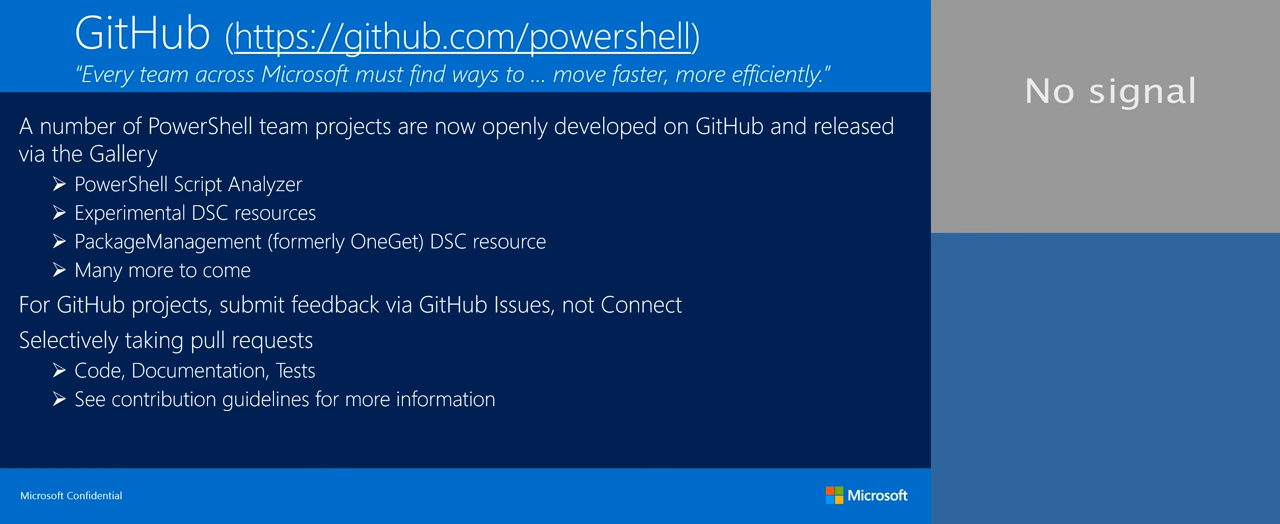 GitHub (https://github.com/powershell)
"Every team across Microsoft must find ways to ... move faster, more efficiently."
A number of PowerShell team projects are now openly developed on GitHub and released
via the Gallery
➢ PowerShell Script Analyzer
➢ Experimental DSC resources
➢ PackageManagement (formerly OneGet) DSC resource
➢ Many more to come
For GitHub projects, submit feedback via GitHub Issues, not Connect
Selectively taking pull requests
➢ Code, Documentation, Tests
➢ See contribution guidelines for more information
Microsoft Confidential
Microsoft
No signal